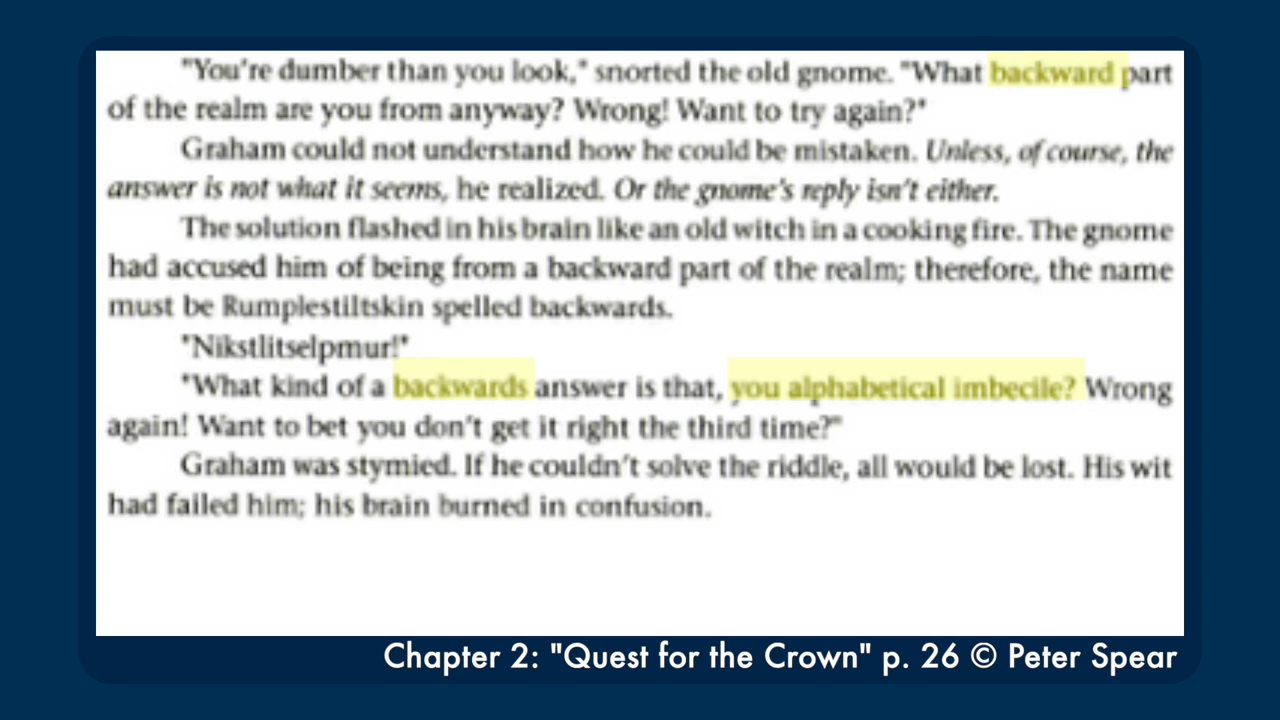 "You're dumber than you look," snorted the old gnome. "What backward part
of the realm are you from anyway? Wrong! Want to try again?"
Graham could not understand how he could be mistaken. Unless, of course, the
answer is not what it seems, he realized. Or the gnome's reply isn't either.
The solution flashed in his brain like an old witch in a cooking fire. The gnome
had accused him of being from a backward part of the realm; therefore, the name
must be Rumplestiltskin spelled backwards.
"Nikstlitselpmur!"
"What kind of a backwards answer is that, you alphabetical imbecile? Wrong
again! Want to bet you don't get it right the third time?"
Graham was stymied. If he couldn't solve the riddle, all would be lost. His wit
had failed him; his brain burned in confusion.
Chapter 2: "Quest for the Crown" p. 26 © Peter Spear